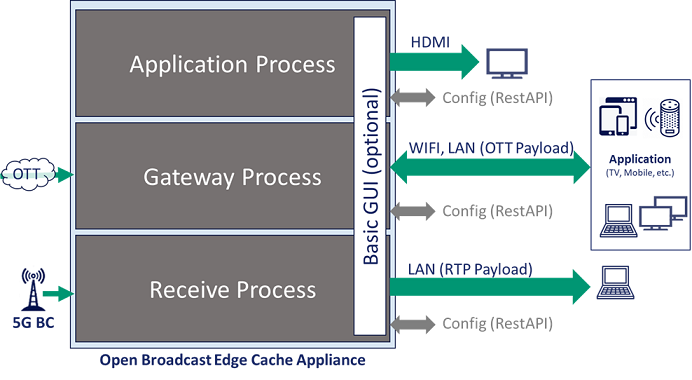 HDMI
Application Process
Config (RestAPI)
Basic GUI (optional)
WIFI, LAN (OTT Payload)
OTT
Gateway Process
Application
(TV, Mobile, etc.)
Config (RestAPI)
LAN (RTP Payload)
Receive Process
5G BC
Config (RestAPI)
Open Broadcast Edge Cache Appliance